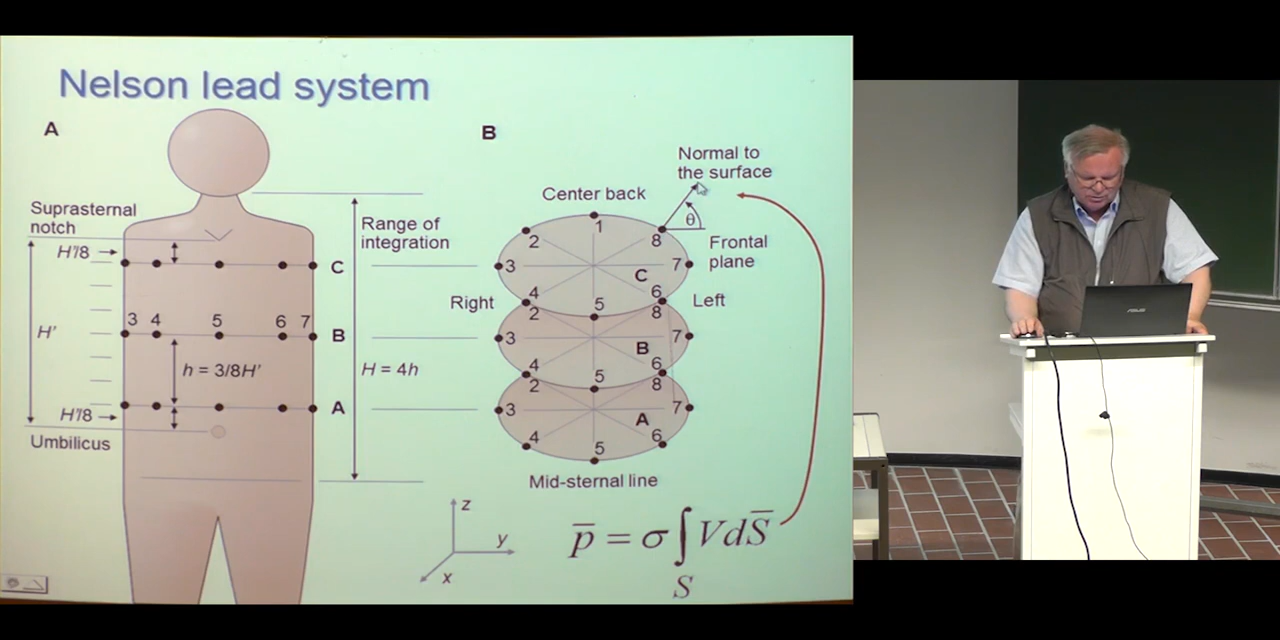 Nelson lead system
A
Suprasternal
notch
H'/8
H'
H'/8
Umbilicus
3 4 5 6 7
h = 3/8H'
C
B
A
Range of
integration
H = 4h
B
Normal to
the surface
θ
Frontal
plane
Center back
Right
Left
1
2 8
3 7
C
4 6
5
2 8
3 7
B
4 6
5
2 8
3 7
A
4 6
5
Mid-sternal line
z
y
x
p̅ = σ∫VdS̅
S
ASUS